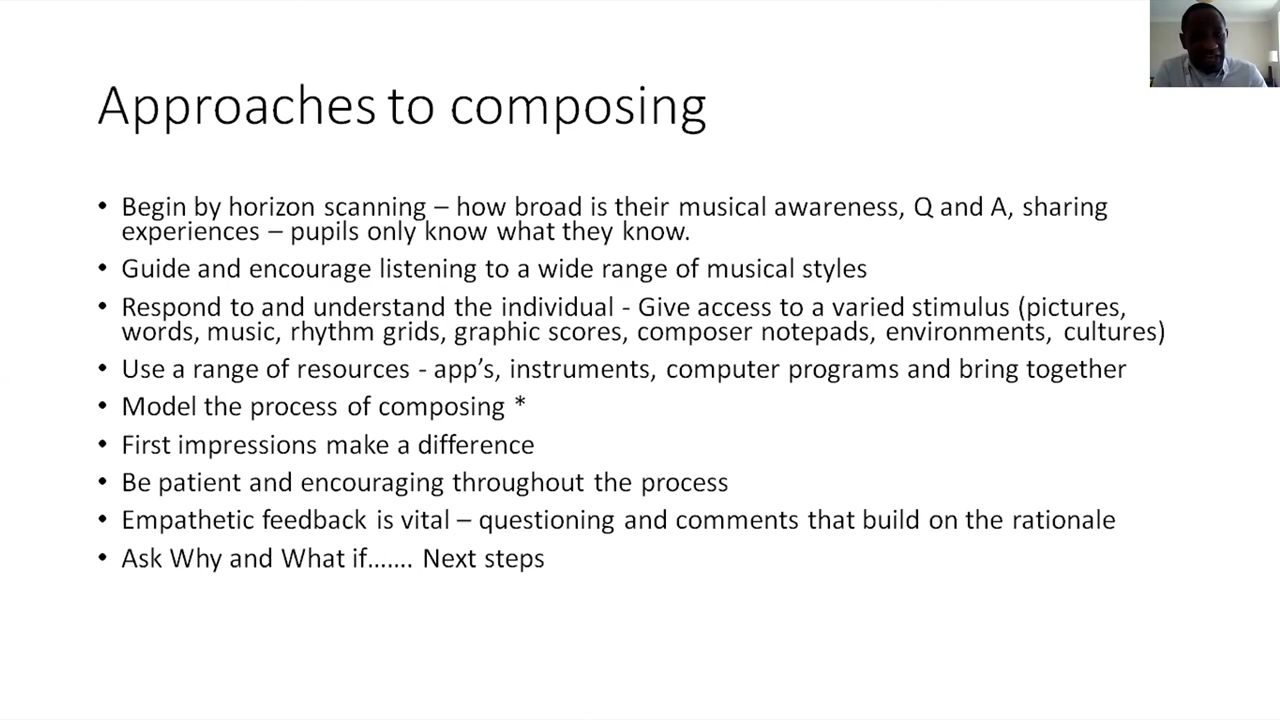 Approaches to composing
• Begin by horizon scanning – how broad is their musical awareness, Q and A, sharing
experiences – pupils only know what they know.
• Guide and encourage listening to a wide range of musical styles
• Respond to and understand the individual - Give access to a varied stimulus (pictures,
words, music, rhythm grids, graphic scores, composer notepads, environments, cultures)
• Use a range of resources - app’s, instruments, computer programs and bring together
• Model the process of composing *
• First impressions make a difference
• Be patient and encouraging throughout the process
• Empathetic feedback is vital – questioning and comments that build on the rationale
• Ask Why and What if……. Next steps